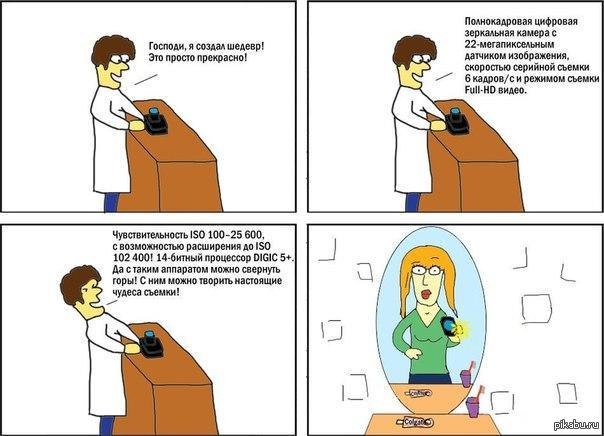 Господи, я создал шедевр!
Это просто прекрасно!
Полнокадровая цифровая
зеркальная камера с
22-мегапиксельным
датчиком изображения,
скоростью серийной съемки
6 кадров/с и режимом съемки
Full-HD видео.
Чувствительность ISO 100–25 600,
с возможностью расширения до ISO
102 400! 14-битный процессор DIGIC 5+.
Да с таким аппаратом можно свернуть
горы! С ним можно творить настоящие
чудеса съемки!
Colgate
pikabu.ru